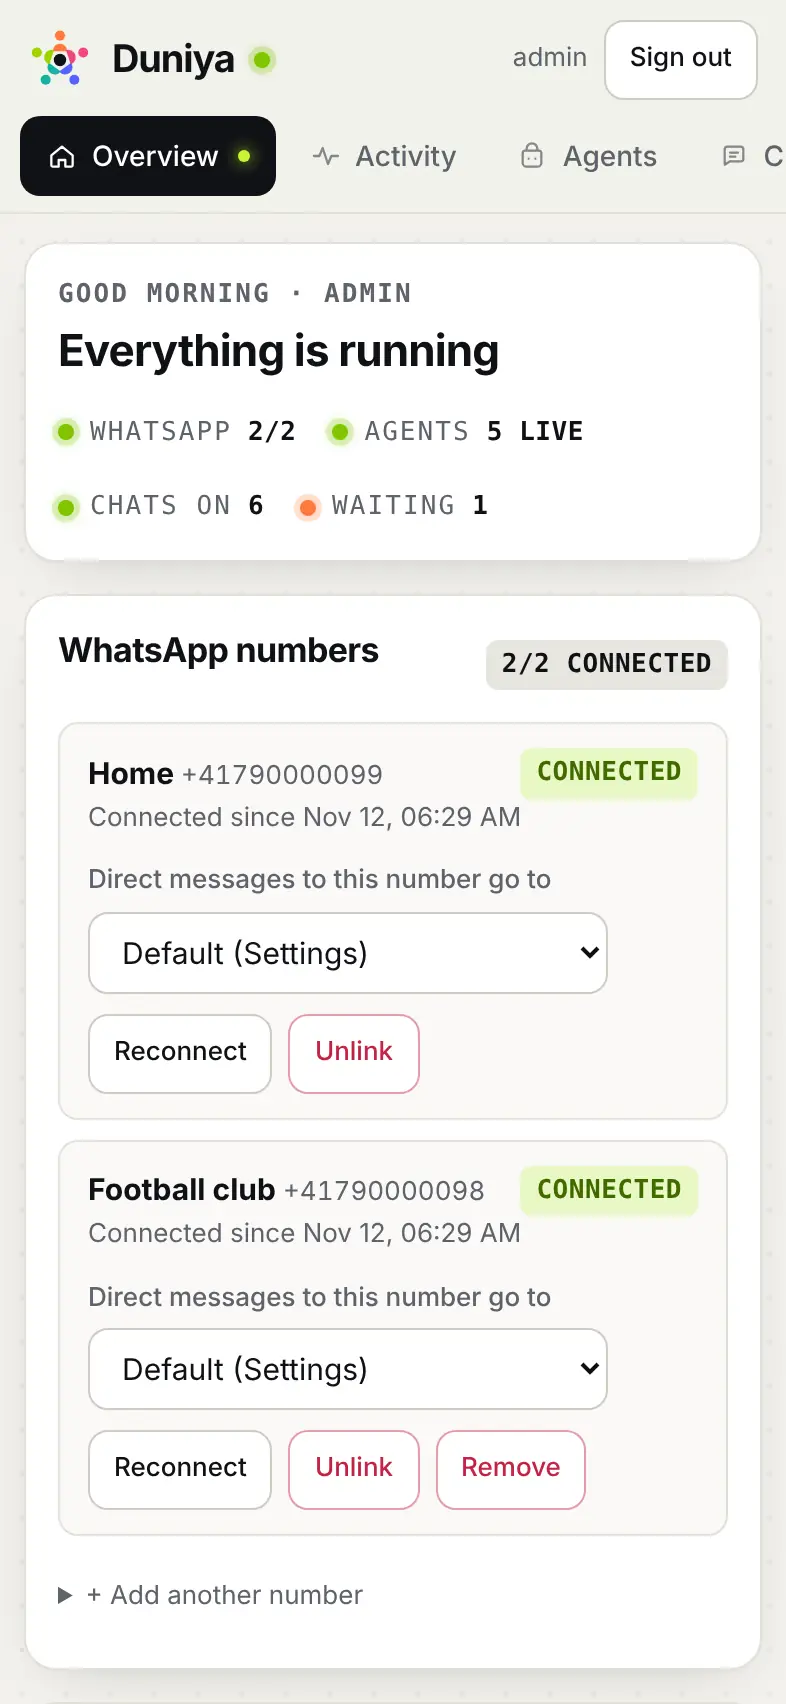 Duniya
admin
Sign out
Overview
Activity
Agents
C
GOOD MORNING · ADMIN
Everything is running
WHATSAPP 2/2
AGENTS 5 LIVE
CHATS ON 6
WAITING 1
WhatsApp numbers
2/2 CONNECTED
Home +41790000099
CONNECTED
Connected since Nov 12, 06:29 AM
Direct messages to this number go to
Default (Settings)
Reconnect
Unlink
Football club +41790000098
CONNECTED
Connected since Nov 12, 06:29 AM
Direct messages to this number go to
Default (Settings)
Reconnect
Unlink
Remove
+ Add another number